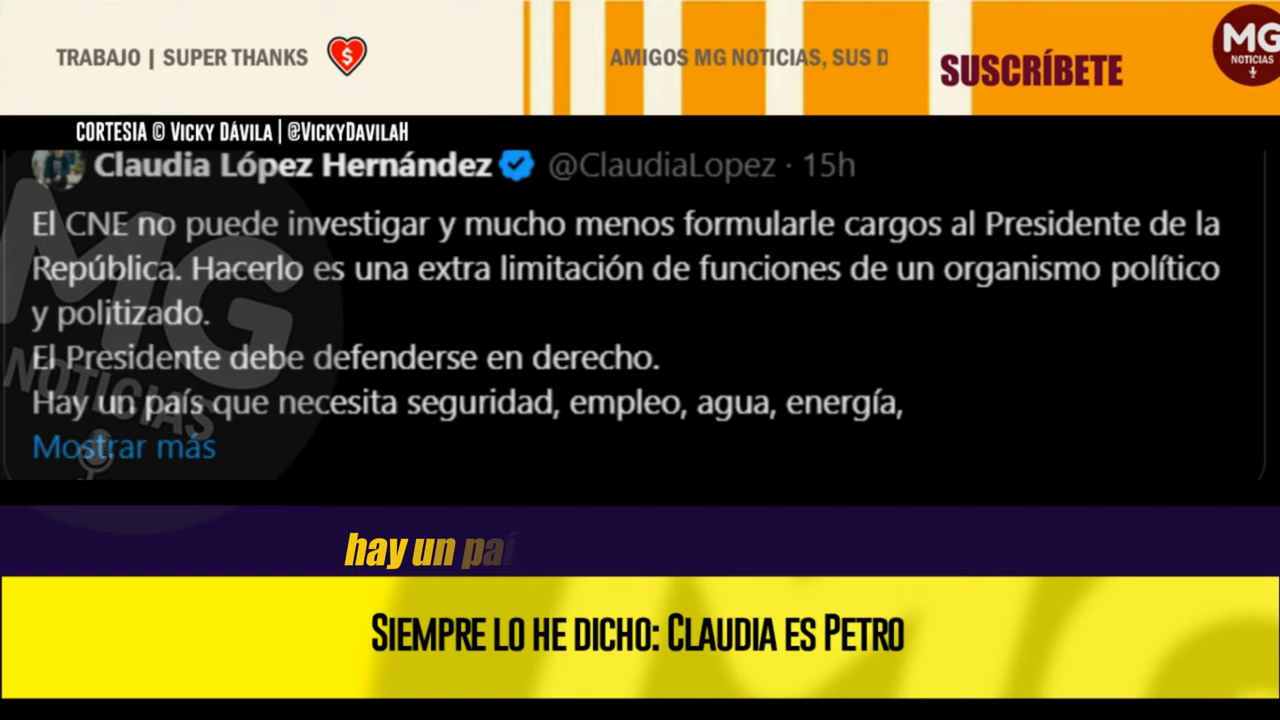 TRABAJO | SUPER THANKS
AMIGOS MG NOTICIAS, SUS D
SUSCRÍBETE
MG
NOTICIAS
CORTESIA © VICKY DÁVILA | @VICKYDAVILAH
Claudia López Hernández @ClaudiaLopez · 15h
El CNE no puede investigar y mucho menos formularle cargos al Presidente de la
República. Hacerlo es una extra limitación de funciones de un organismo político
y politizado.
El Presidente debe defenderse en derecho.
Hay un país que necesita seguridad, empleo, agua, energía,
Mostrar más
MG
NOTICIAS
hay un paí
SIEMPRE LO HE DICHO: CLAUDIA ES PETRO